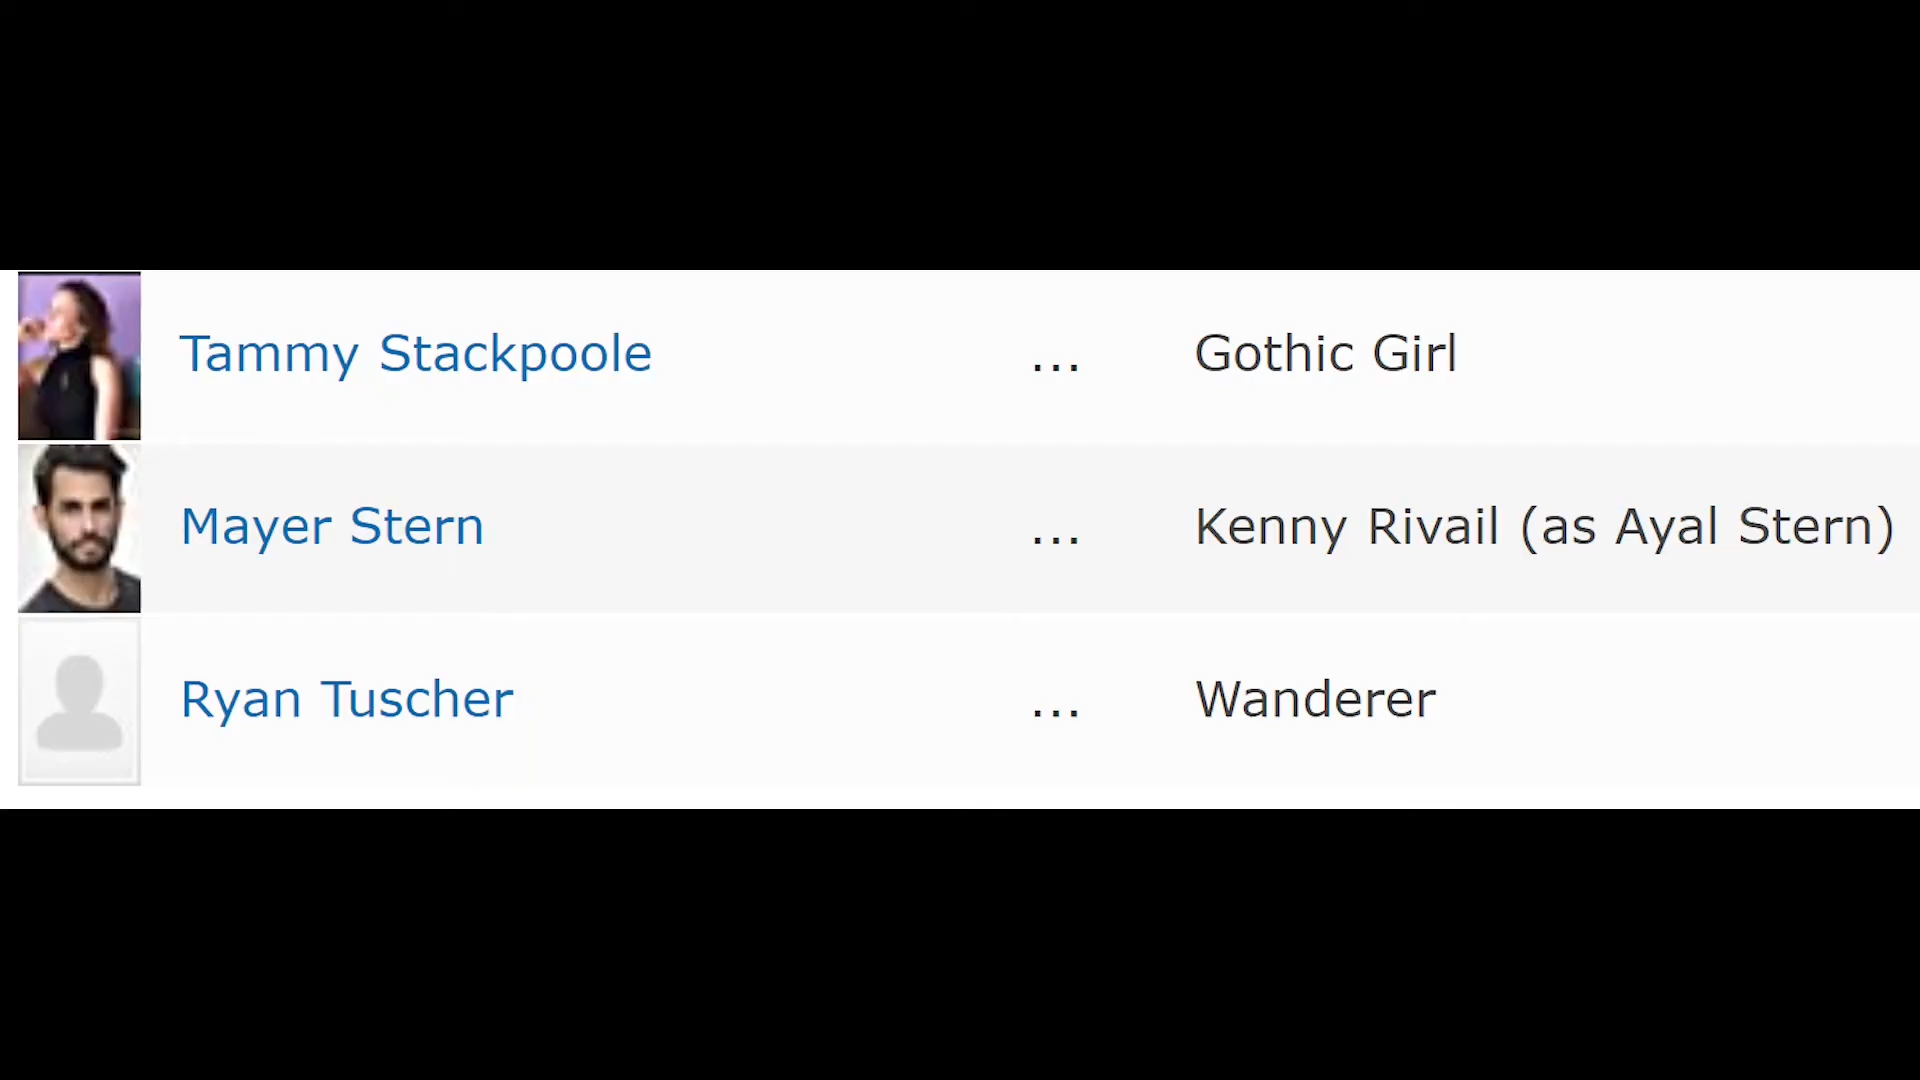 Tammy Stackpoole ... Gothic Girl
Mayer Stern ... Kenny Rivail (as Ayal Stern)
Ryan Tuscher ... Wanderer